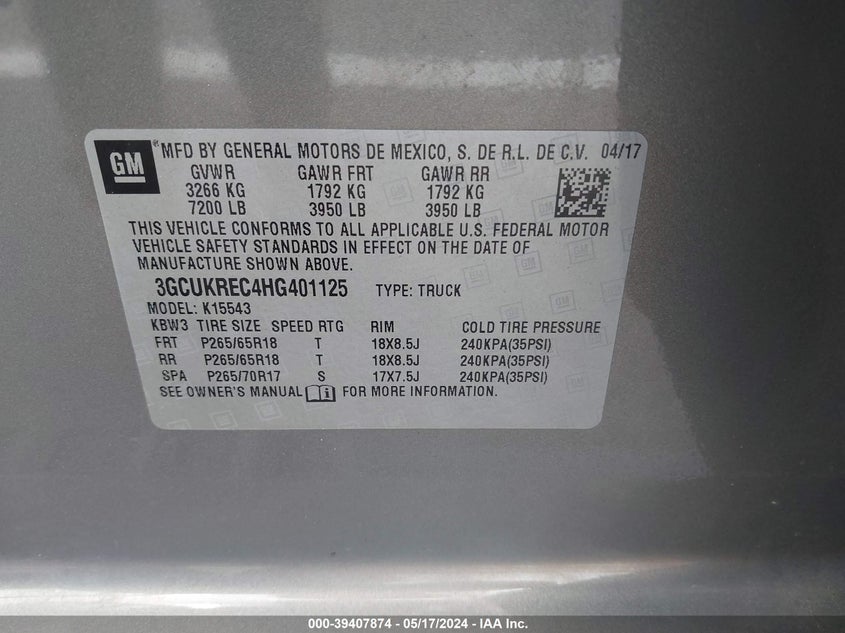 GM
MFD BY GENERAL MOTORS DE MEXICO, S. DE R.L. DE C.V. 04/17
GVWR GAWR FRT GAWR RR
3266 KG 1792 KG 1792 KG
7200 LB 3950 LB 3950 LB
THIS VEHICLE CONFORMS TO ALL APPLICABLE U.S. FEDERAL MOTOR
VEHICLE SAFETY STANDARDS IN EFFECT ON THE DATE OF
MANUFACTURE SHOWN ABOVE.
3GCUKREC4HG401125 TYPE: TRUCK
MODEL: K15543
KBW3 TIRE SIZE SPEED RTG RIM COLD TIRE PRESSURE
FRT P265/65R18 T 18X8.5J 240KPA(35PSI)
RR P265/65R18 T 18X8.5J 240KPA(35PSI)
SPA P265/70R17 S 17X7.5J 240KPA(35PSI)
SEE OWNER'S MANUAL FOR MORE INFORMATION.
000-39407874 - 05/17/2024 - IAA Inc.